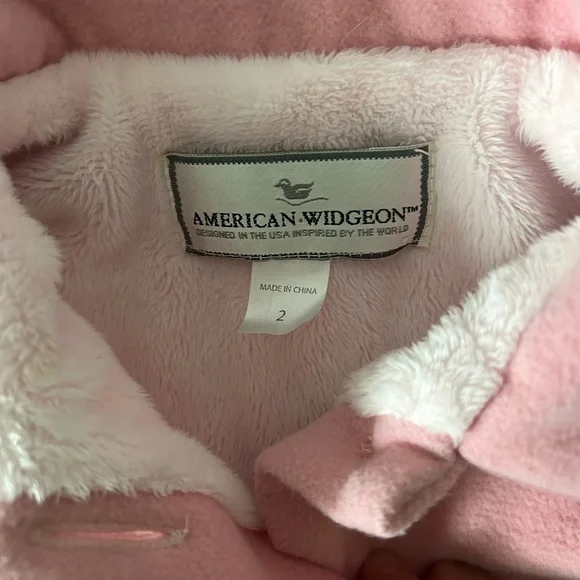 AMERICAN·WIDGEON™
DESIGNED IN THE USA INSPIRED BY THE WORLD
MADE IN CHINA
2